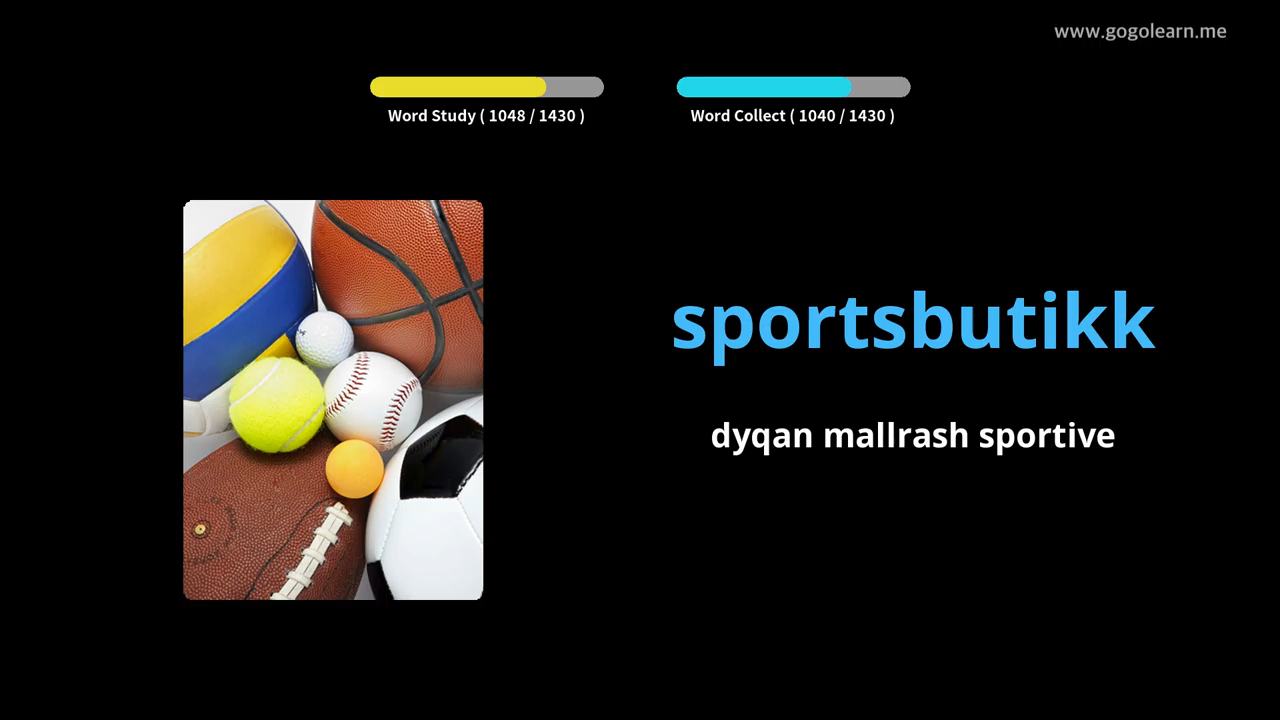 www.gogolearn.me
Word Study ( 1048 / 1430 )
Word Collect ( 1040 / 1430 )
sportsbutikk
dyqan mallrash sportive